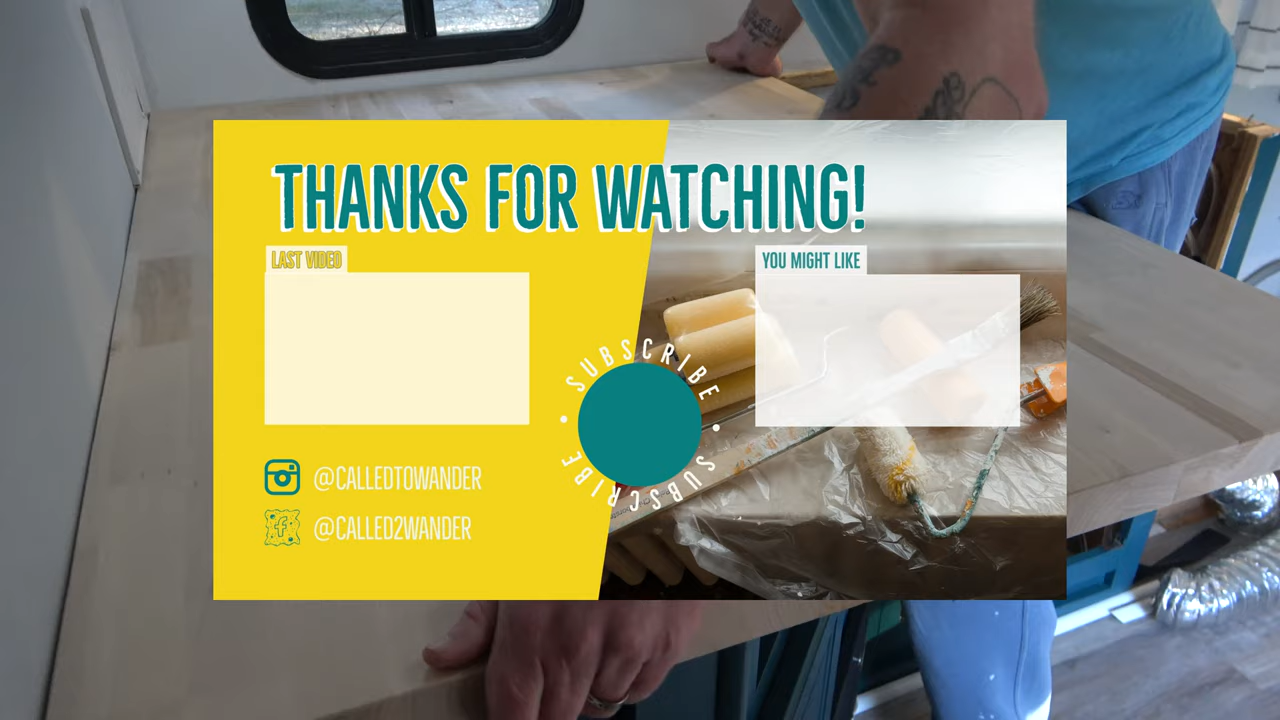 THANKS FOR WATCHING!
LAST VIDEO
YOU MIGHT LIKE
SUBSCRIBE • SUBSCRIBE •
@CALLEDTOWANDER
@CALLED2WANDER